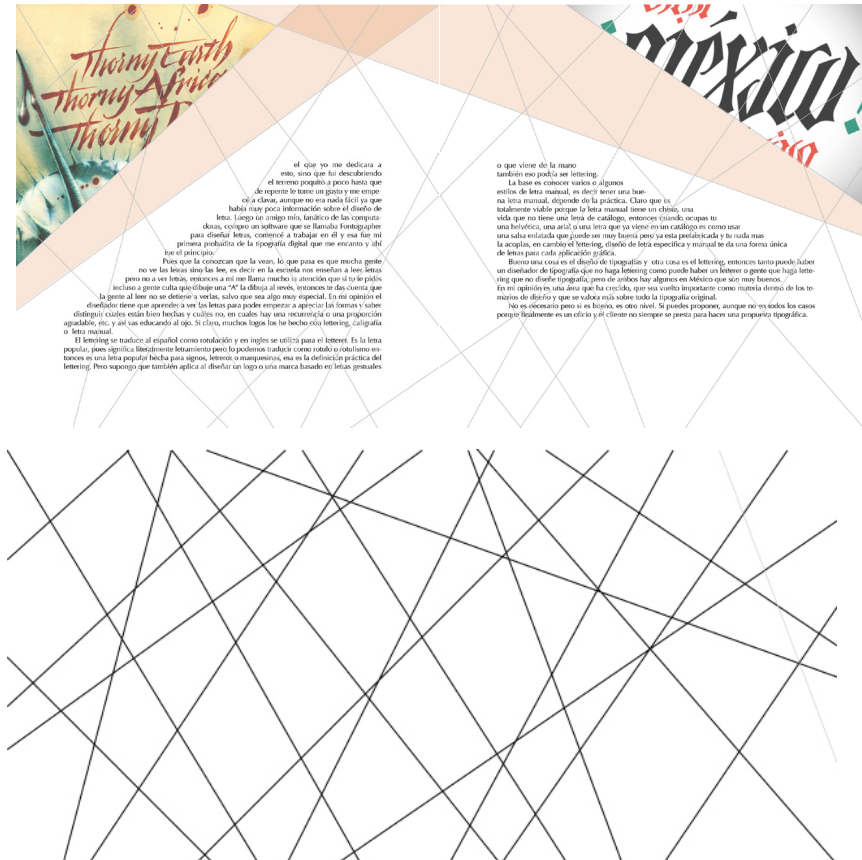 Thorny Earth
Thorny Africa
Thorny
méxico
el que yo me dedicara a
esto, sino que fui descubriendo
el terreno poquito a poco hasta que
de repente le tome un gusto y me empe-
cé a clavar, aunque no era nada fácil ya que
había muy poca información sobre el diseño de
letra. Luego un amigo mío, fanático de las computa-
doras, compro un software que se llamaba Fontographer
para diseñar letras, comencé a trabajar en él y esa fue mi
primera probadita de la tipografía digital que me encanto y ahí
fue el principio.
Pues que la conozcan que la vean, lo que pasa es que mucha gente
no ve las letras sino las lee, es decir en la escuela nos enseñan a leer letras
pero no a ver letras, entonces a mi me llama mucho la atención que si tu le pides
incluso a gente culta que dibuje una “A” la dibuja al revés, entonces te das cuenta que
la gente al leer no se detiene a verlas, salvo que sea algo muy especial. En mi opinión el
diseñador tiene que aprender a ver las letras para poder empezar a apreciar las formas y saber
distinguir cuales están bien hechas y cuáles no, en cuales hay una recurrencia o una proporción
agradable, etc. y así vas educando al ojo. Si claro, muchos logos los he hecho con lettering, caligrafía
o letra manual.
El lettering se traduce al español como rotulación y en ingles se utiliza para el letterer. Es la letra
popular, pues significa literalmente letramiento pero lo podemos traducir como rotulo o rotulismo en-
tonces es una letra popular hecha para signos, letreros o marquesinas, esa es la definición práctica del
lettering. Pero supongo que también aplica al diseñar un logo o una marca basado en letras gestuales
o que viene de la mano
también eso podría ser lettering.
La base es conocer varios o algunos
estilos de letra manual, es decir tener una bue-
na letra manual, depende de la práctica. Claro que es
totalmente viable porque la letra manual tiene un chiste, una
vida que no tiene una letra de catálogo, entonces cuando ocupas tu
una helvética, una arial o una letra que ya viene en un catálogo es como usar
una salsa enlatada que puede ser muy buena pero ya esta prefabricada y tu nada mas
la acoplas, en cambio el lettering, diseño de letra especifica y manual te da una forma única
de letras para cada aplicación gráfica.
Bueno una cosa es el diseño de tipografías y otra cosa es el lettering, entonces tanto puede haber
un diseñador de tipografía que no haga lettering como puede haber un leterer o gente que haga lette-
ring que no diseñe tipografía, pero de ambos hay algunos en México que son muy buenos.
En mi opinión es una área que ha crecido, que sea vuelto importante como materia dentro de los te-
marios de diseño y que se valora más sobre todo la tipografía original.
No es necesario pero si es bueno, es otro nivel. Si puedes proponer, aunque no en todos los casos
porque finalmente es un oficio y el cliente no siempre se presta para hacer una propuesta tipográfica.